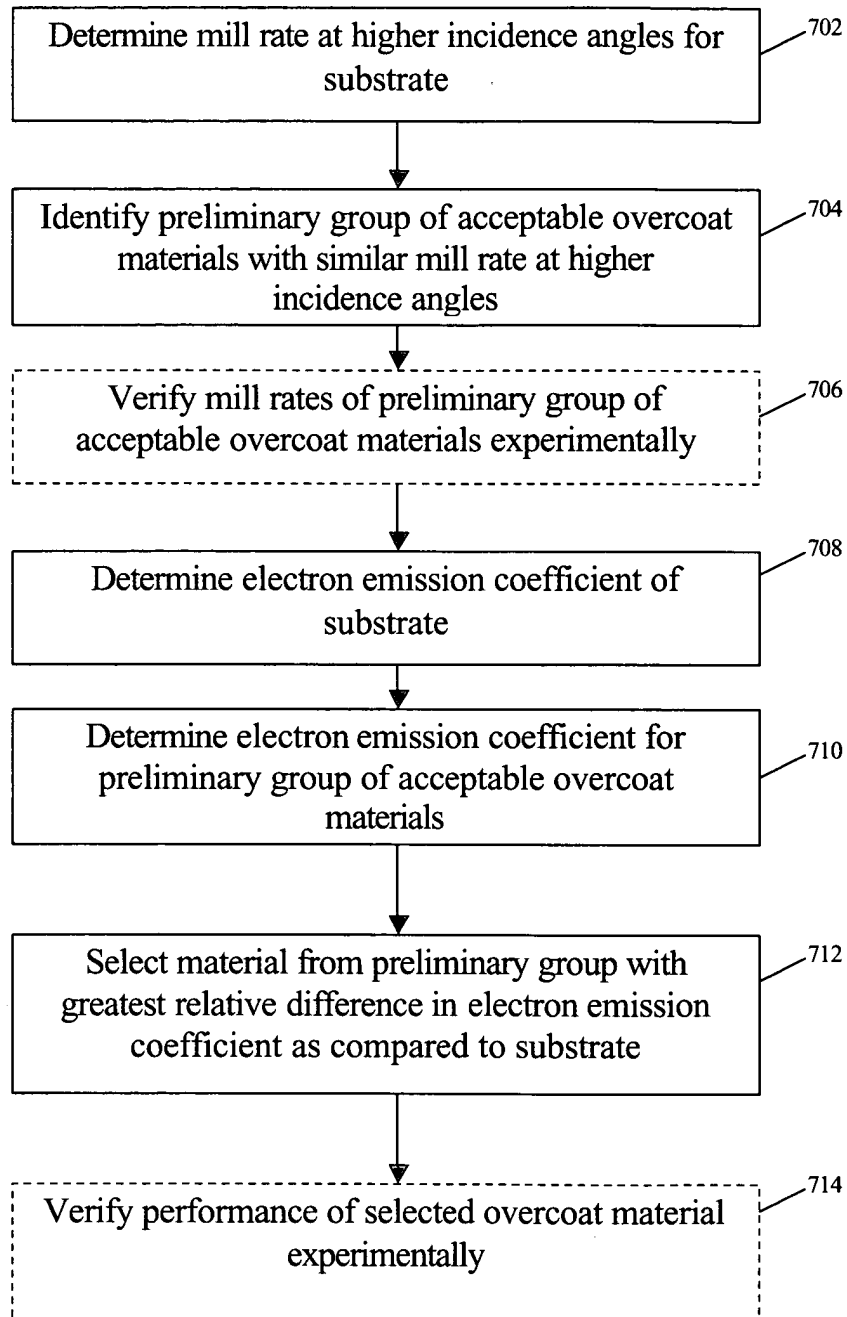 Determine mill rate at higher incidence angles for
substrate
702
Identify preliminary group of acceptable overcoat
materials with similar mill rate at higher
incidence angles
704
Verify mill rates of preliminary group of
acceptable overcoat materials experimentally
706
Determine electron emission coefficient of
substrate
708
Determine electron emission coefficient for
preliminary group of acceptable overcoat
materials
710
Select material from preliminary group with
greatest relative difference in electron emission
coefficient as compared to substrate
712
Verify performance of selected overcoat material
experimentally
714